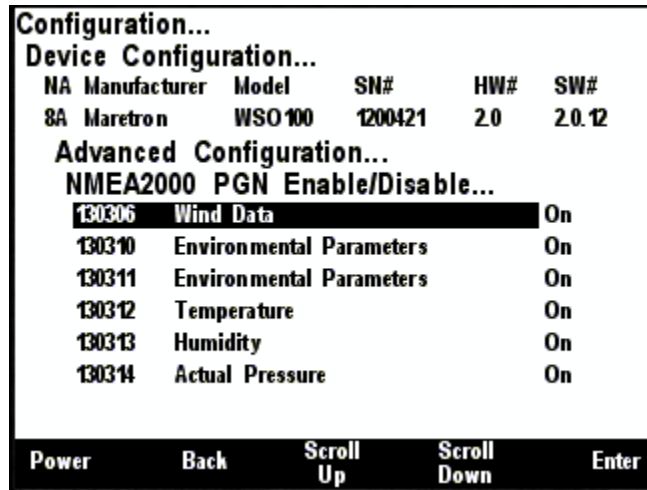 Configuration...
Device Configuration...
NA Manufacturer Model SN# HW# SW#
8A Maretron WSO100 1200421 2.0 2.0.12
Advanced Configuration...
NMEA2000 PGN Enable/Disable...
130306 Wind Data On
130310 Environmental Parameters On
130311 Environmental Parameters On
130312 Temperature On
130313 Humidity On
130314 Actual Pressure On
Power Back Scroll Up Scroll Down Enter